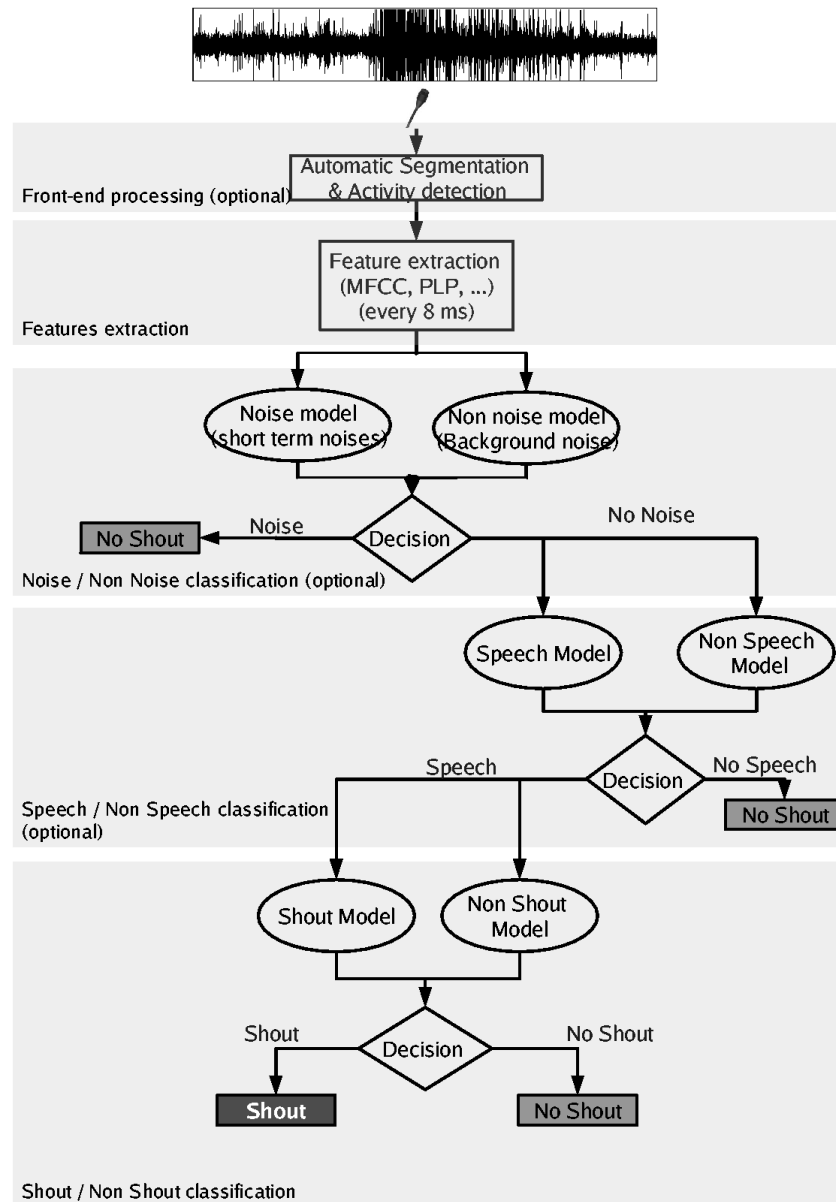 Automatic Segmentation
& Activity detection
Front-end processing (optional)
Feature extraction
(MFCC, PLP, ...)
(every 8 ms)
Features extraction
Noise model
(short term noises)
Non noise model
(Background noise)
Noise
No Noise
No Shout
Decision
Noise / Non Noise classification (optional)
Speech Model
Non Speech
Model
Speech
No Speech
Decision
No Shout
Speech / Non Speech classification
(optional)
Shout Model
Non Shout
Model
Shout
No Shout
Decision
Shout
No Shout
Shout / Non Shout classification